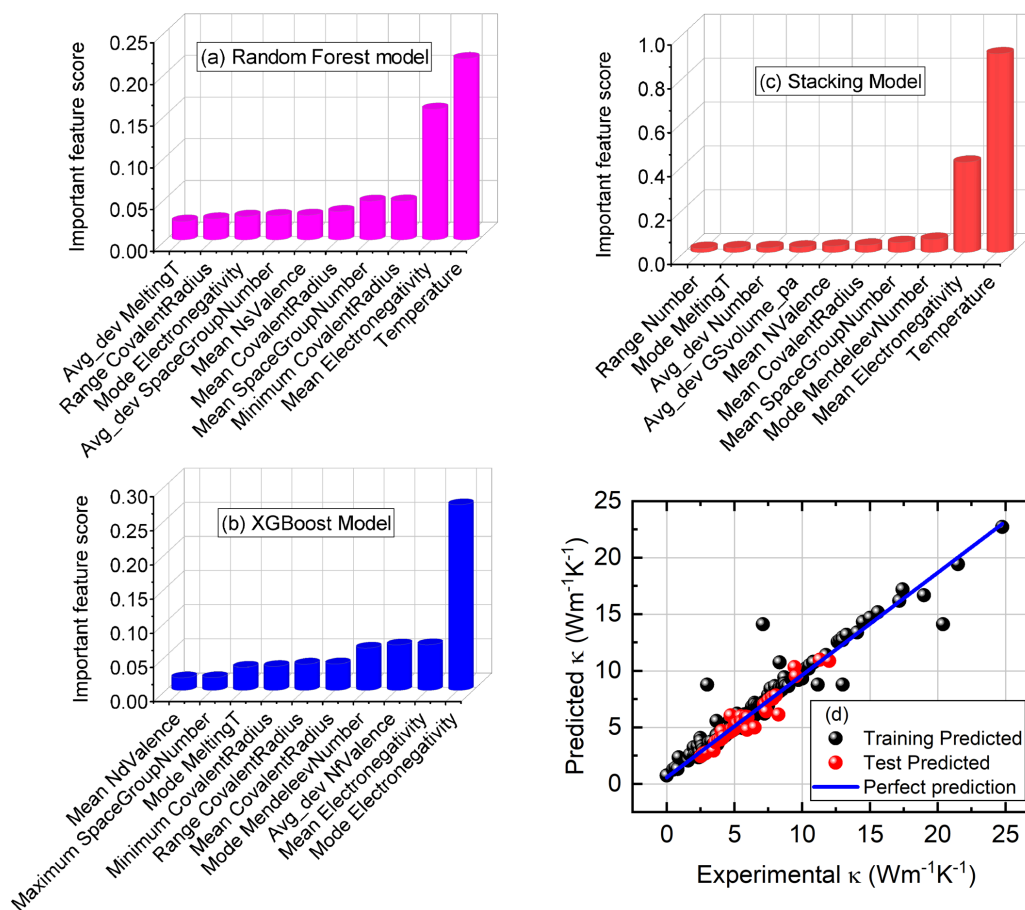 (a) Random Forest model
Important feature score
0.25
0.20
0.15
0.10
0.05
0.00
Avg_dev MeltingT
Range CovalentRadius
Mode Electronegativity
Avg_dev SpaceGroupNumber
Mean NsValence
Mean CovalentRadius
Mean SpaceGroupNumber
Minimum CovalentRadius
Mean Electronegativity
Temperature
(c) Stacking Model
Important feature score
1.0
0.8
0.6
0.4
0.2
0.0
Range Number
Mode MeltingT
Avg_dev Number
Avg_dev GSvolume_pa
Mean NValence
Mean CovalentRadius
Mean SpaceGroupNumber
Mode MendeleevNumber
Mean Electronegativity
Temperature
(b) XGBoost Model
Important feature score
0.30
0.25
0.20
0.15
0.10
0.05
0.00
Mean NdValence
Maximum SpaceGroupNumber
Mode MeltingT
Minimum CovalentRadius
Range CovalentRadius
Mean CovalentRadius
Mode MendeleevNumber
Avg_dev NfValence
Mean Electronegativity
Mode Electronegativity
Predicted κ (Wm⁻¹K⁻¹)
25
20
15
10
5
0
(d)
Training Predicted
Test Predicted
Perfect prediction
0 5 10 15 20 25
Experimental κ (Wm⁻¹K⁻¹)